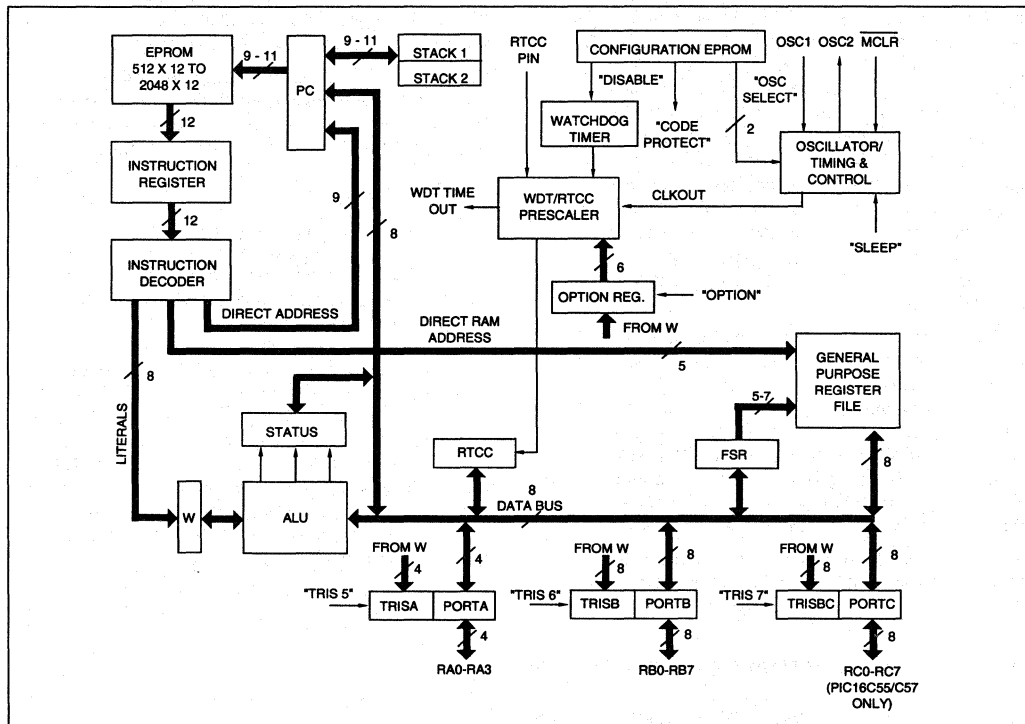 EPROM
512 X 12 TO
2048 X 12
9 - 11
PC
9 - 11
STACK 1
STACK 2
RTCC
PIN
CONFIGURATION EPROM
OSC1 OSC2 MCLR
"DISABLE"
"OSC
SELECT"
WATCHDOG
TIMER
"CODE
PROTECT"
2
OSCILLATOR/
TIMING &
CONTROL
12
INSTRUCTION
REGISTER
9
8
WDT TIME
OUT
WDT/RTCC
PRESCALER
CLKOUT
"SLEEP"
12
INSTRUCTION
DECODER
6
OPTION REG.
"OPTION"
FROM W
DIRECT ADDRESS
DIRECT RAM
ADDRESS
5
GENERAL
PURPOSE
REGISTER
FILE
8
LITERALS
5-7
STATUS
RTCC
FSR
8
W
ALU
8
DATA BUS
FROM W
4
4
FROM W
8
8
FROM W
8
8
"TRIS 5"
TRISA
PORTA
"TRIS 6"
TRISB
PORTB
"TRIS 7"
TRISBC
PORTC
4
8
8
RA0-RA3
RB0-RB7
RC0-RC7
(PIC16C55/C57
ONLY)